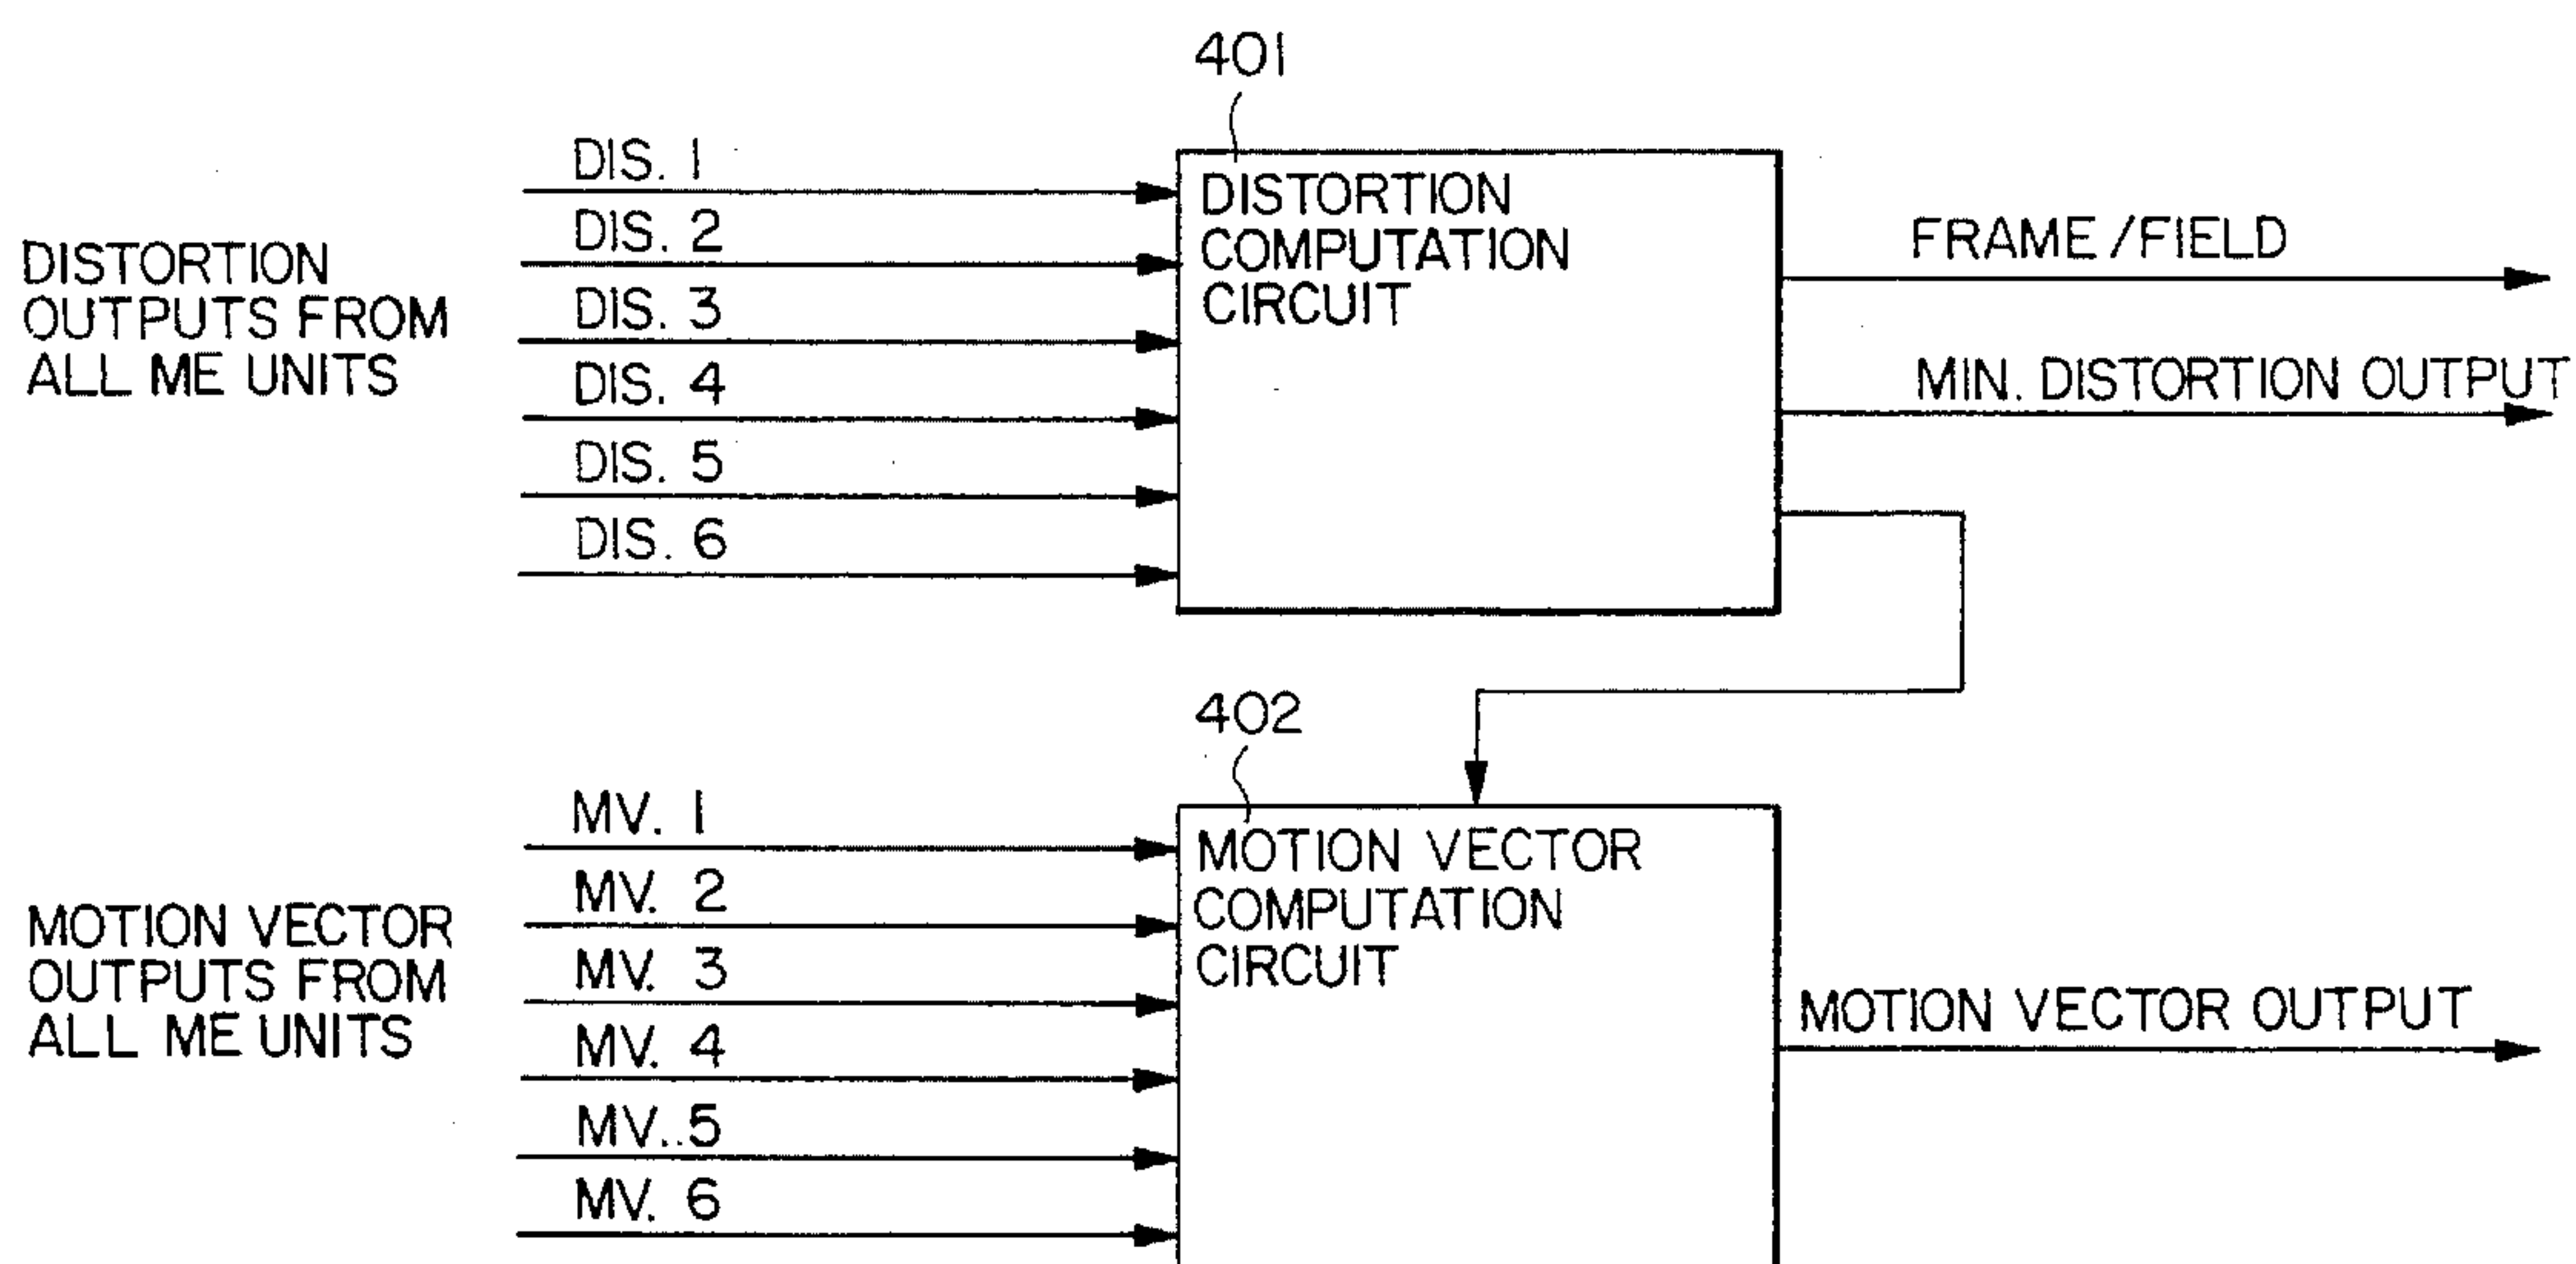 401
DIS. 1
DIS. 2
DIS. 3
DIS. 4
DIS. 5
DIS. 6
DISTORTION
OUTPUTS FROM
ALL ME UNITS
DISTORTION
COMPUTATION
CIRCUIT
FRAME/FIELD
MIN. DISTORTION OUTPUT
402
MV. 1
MV. 2
MV. 3
MV. 4
MV. 5
MV. 6
MOTION VECTOR
OUTPUTS FROM
ALL ME UNITS
MOTION VECTOR
COMPUTATION
CIRCUIT
MOTION VECTOR OUTPUT